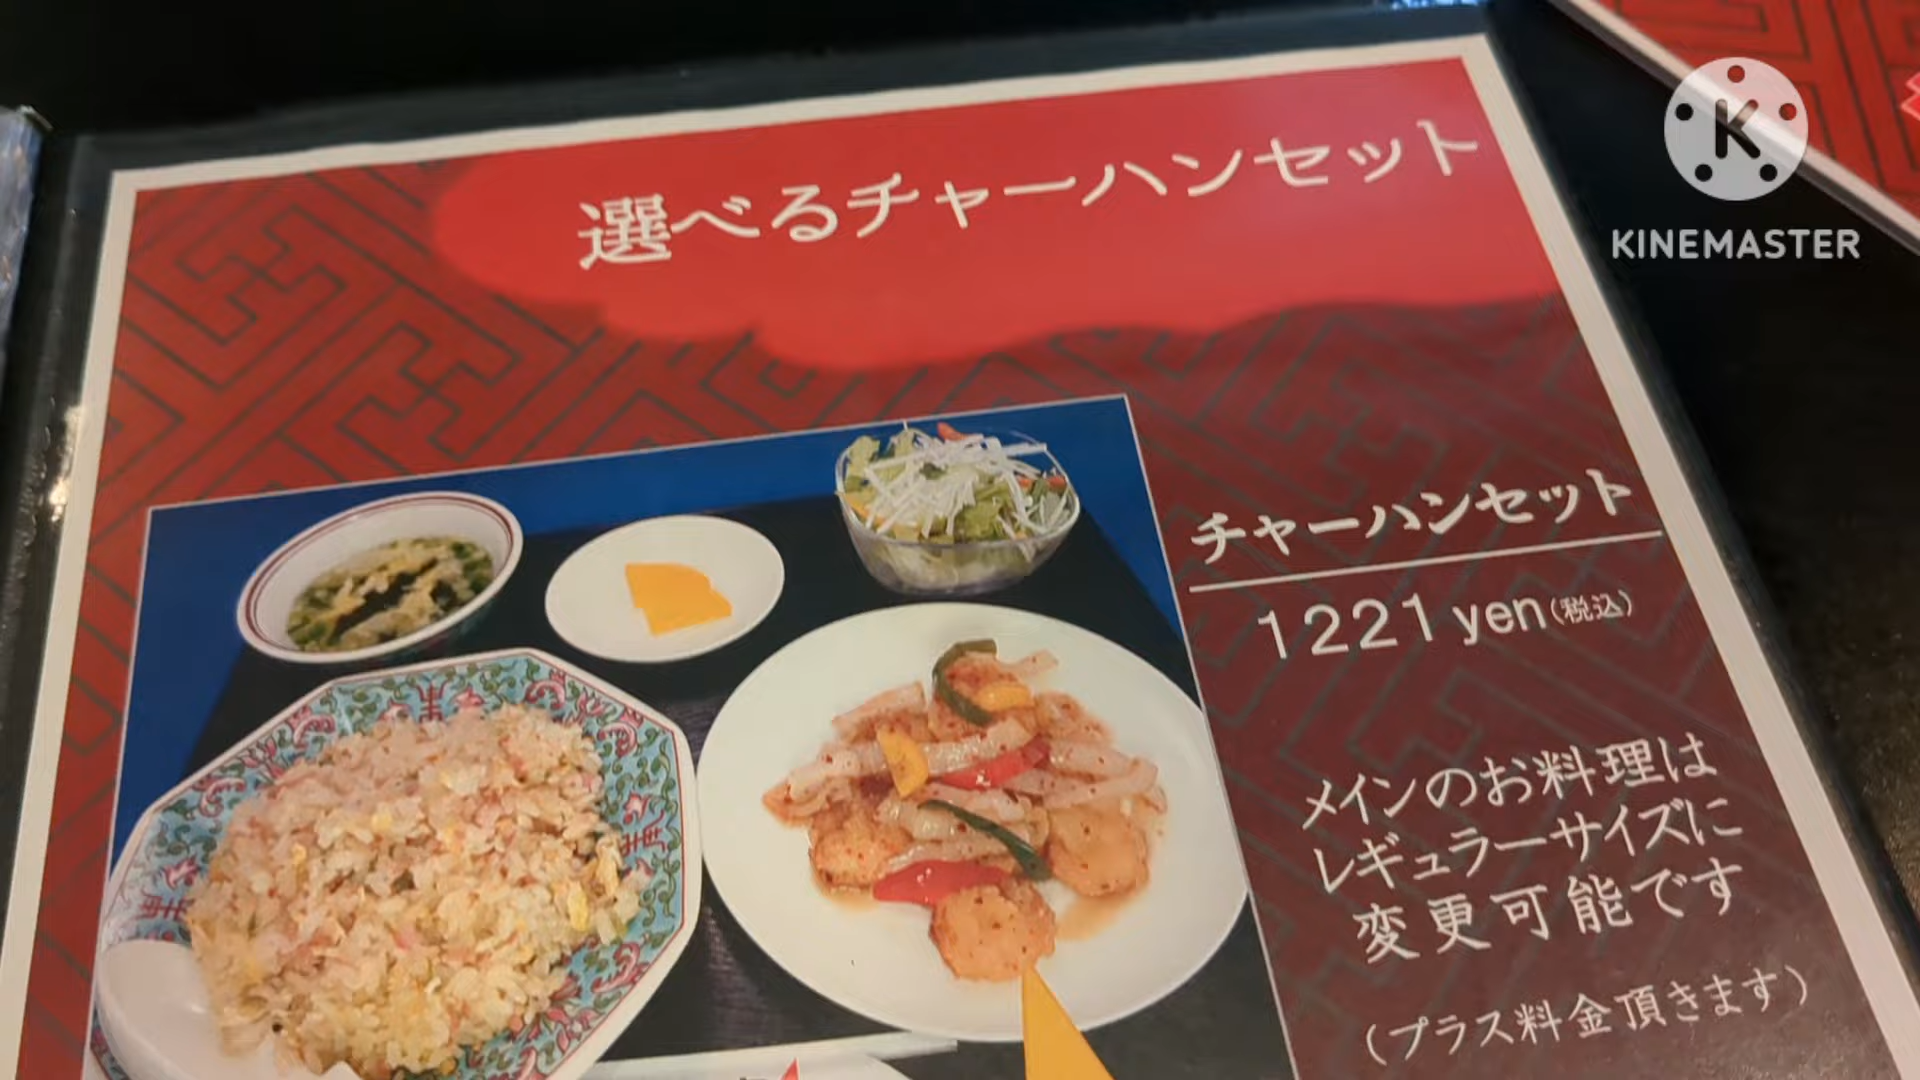 選べるチャーハンセット
K
KINEMASTER
チャーハンセット
1221yen(税込)
メインのお料理は
レギュラーサイズに
変更可能です
(プラス料金頂きます)